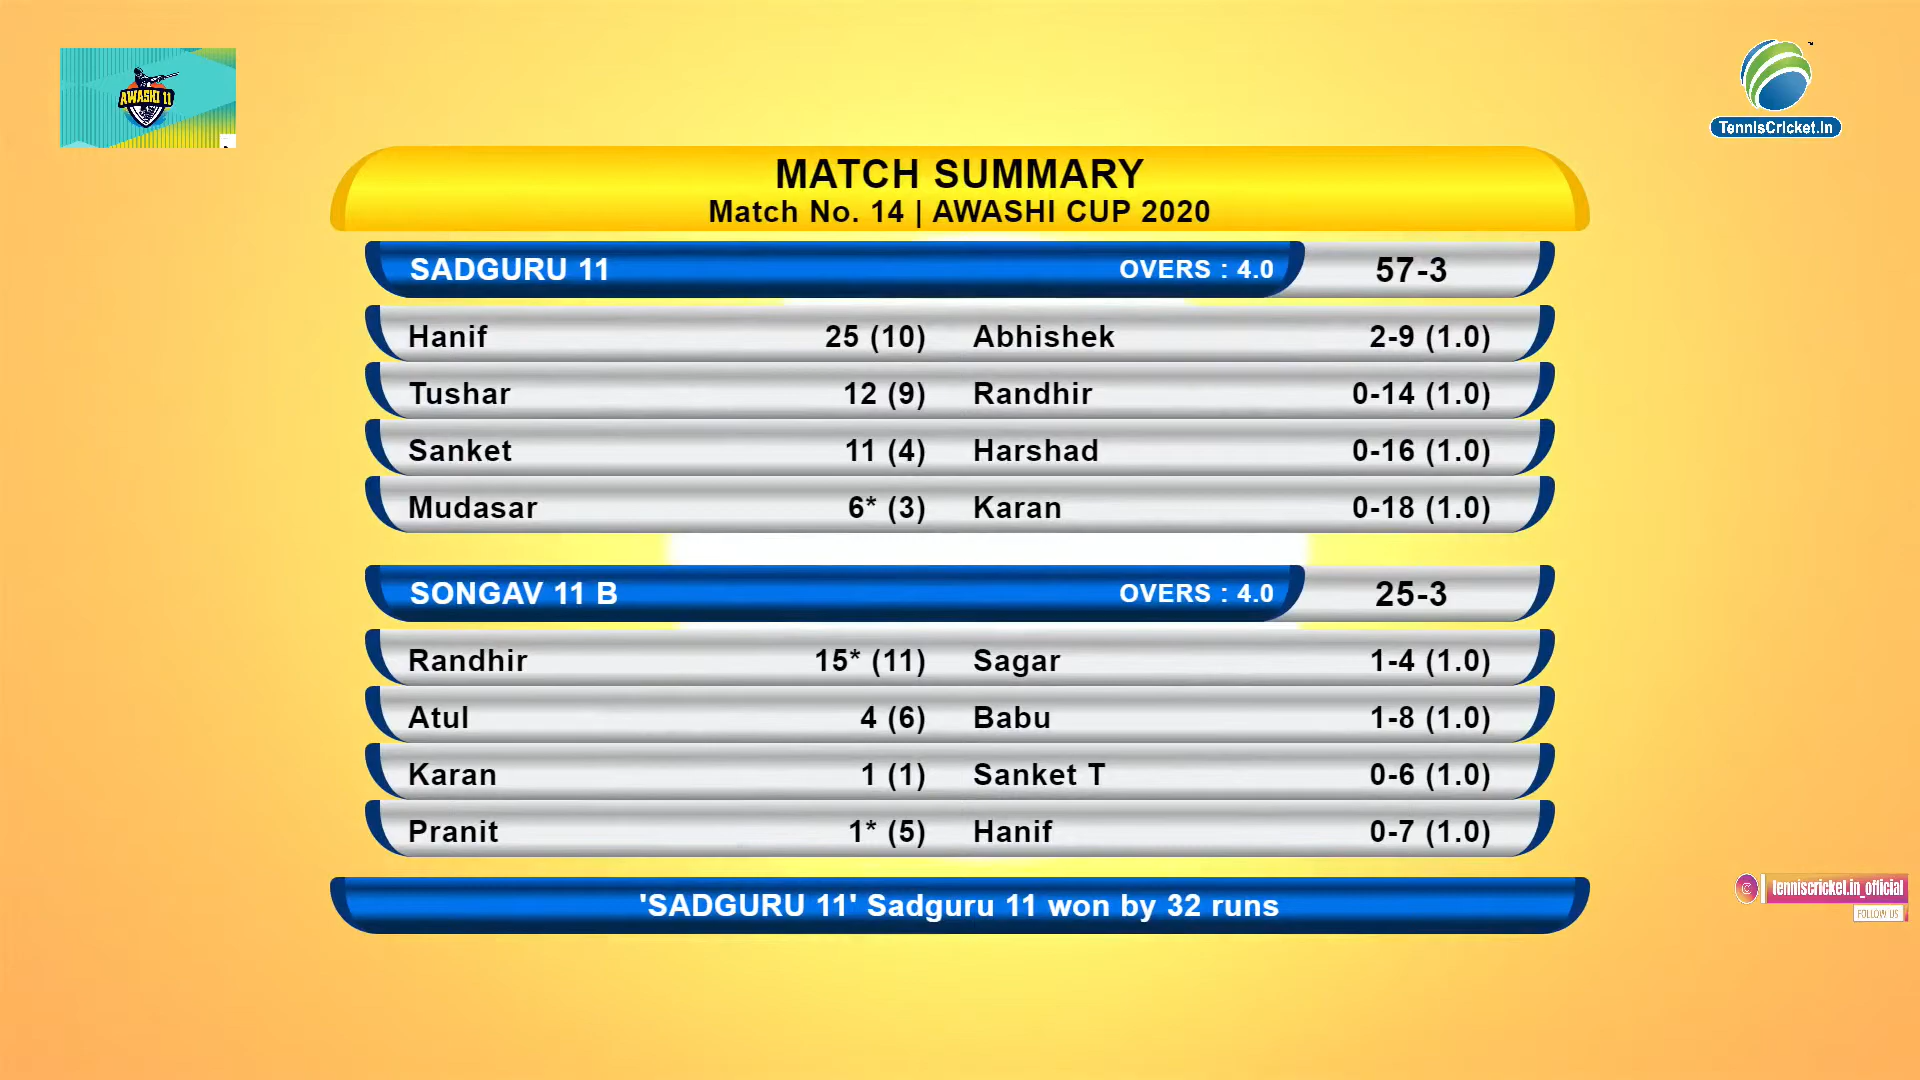 AWASHI 11
TennisCricket.in
MATCH SUMMARY
Match No. 14 | AWASHI CUP 2020
SADGURU 11 OVERS : 4.0 57-3
Hanif 25 (10) Abhishek 2-9 (1.0)
Tushar 12 (9) Randhir 0-14 (1.0)
Sanket 11 (4) Harshad 0-16 (1.0)
Mudasar 6* (3) Karan 0-18 (1.0)
SONGAV 11 B OVERS : 4.0 25-3
Randhir 15* (11) Sagar 1-4 (1.0)
Atul 4 (6) Babu 1-8 (1.0)
Karan 1 (1) Sanket T 0-6 (1.0)
Pranit 1* (5) Hanif 0-7 (1.0)
'SADGURU 11' Sadguru 11 won by 32 runs
tenniscricket.in_official
FOLLOW US